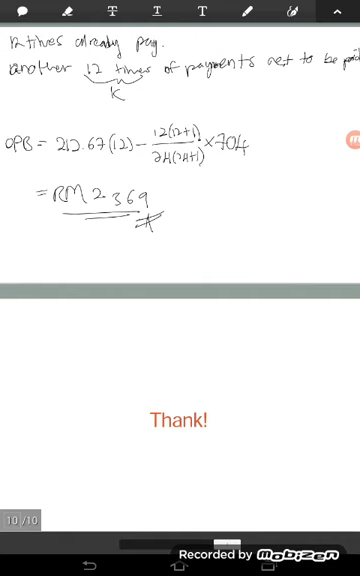 12 times already pay.
another 12 times of payments not to be paid
K
OPB = 212.67(12) - 12(12+1) / 24(24+1) × 704
= RM 2369
Thank!
10 /10
Recorded by Mobizen